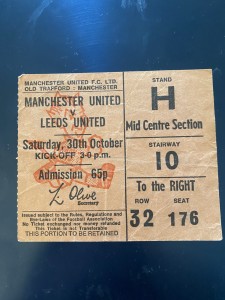 MANCHESTER UNITED F.C. LTD.
OLD TRAFFORD : MANCHESTER
MANCHESTER UNITED
v
LEEDS UNITED
Saturday, 30th October
KICK-OFF 3-0 p.m.
Admission 65p
L Olive
Secretary
Issued subject to the Rules, Regulations and
Bye-Laws of the Football Association.
No Ticket exchanged nor money refunded
This Ticket is not Transferable
THIS PORTION TO BE RETAINED
STAND
H
Mid Centre Section
STAIRWAY
10
To the RIGHT
ROW SEAT
32 176